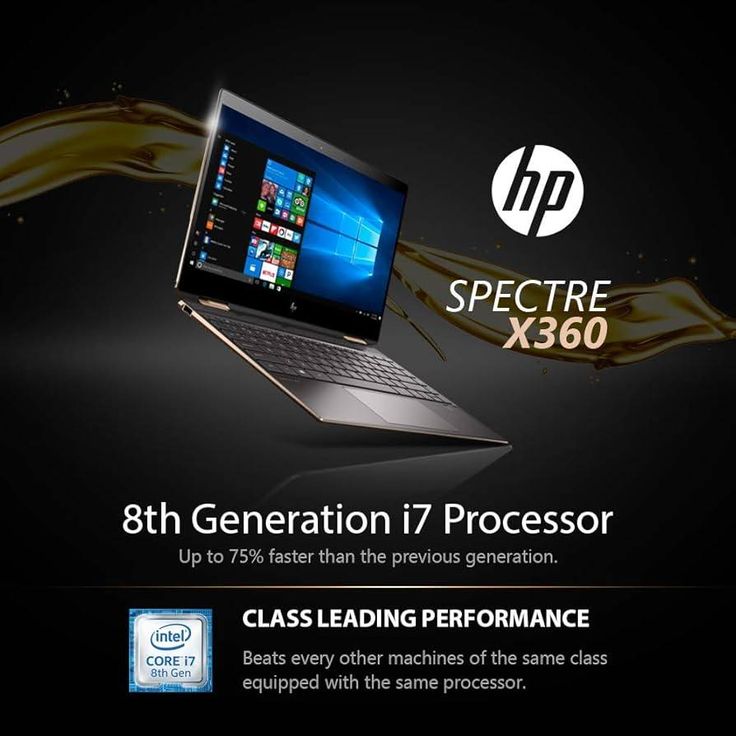 hp
SPECTRE
X360
8th Generation i7 Processor
Up to 75% faster than the previous generation.
intel
CORE i7
8th Gen
CLASS LEADING PERFORMANCE
Beats every other machines of the same class
equipped with the same processor.